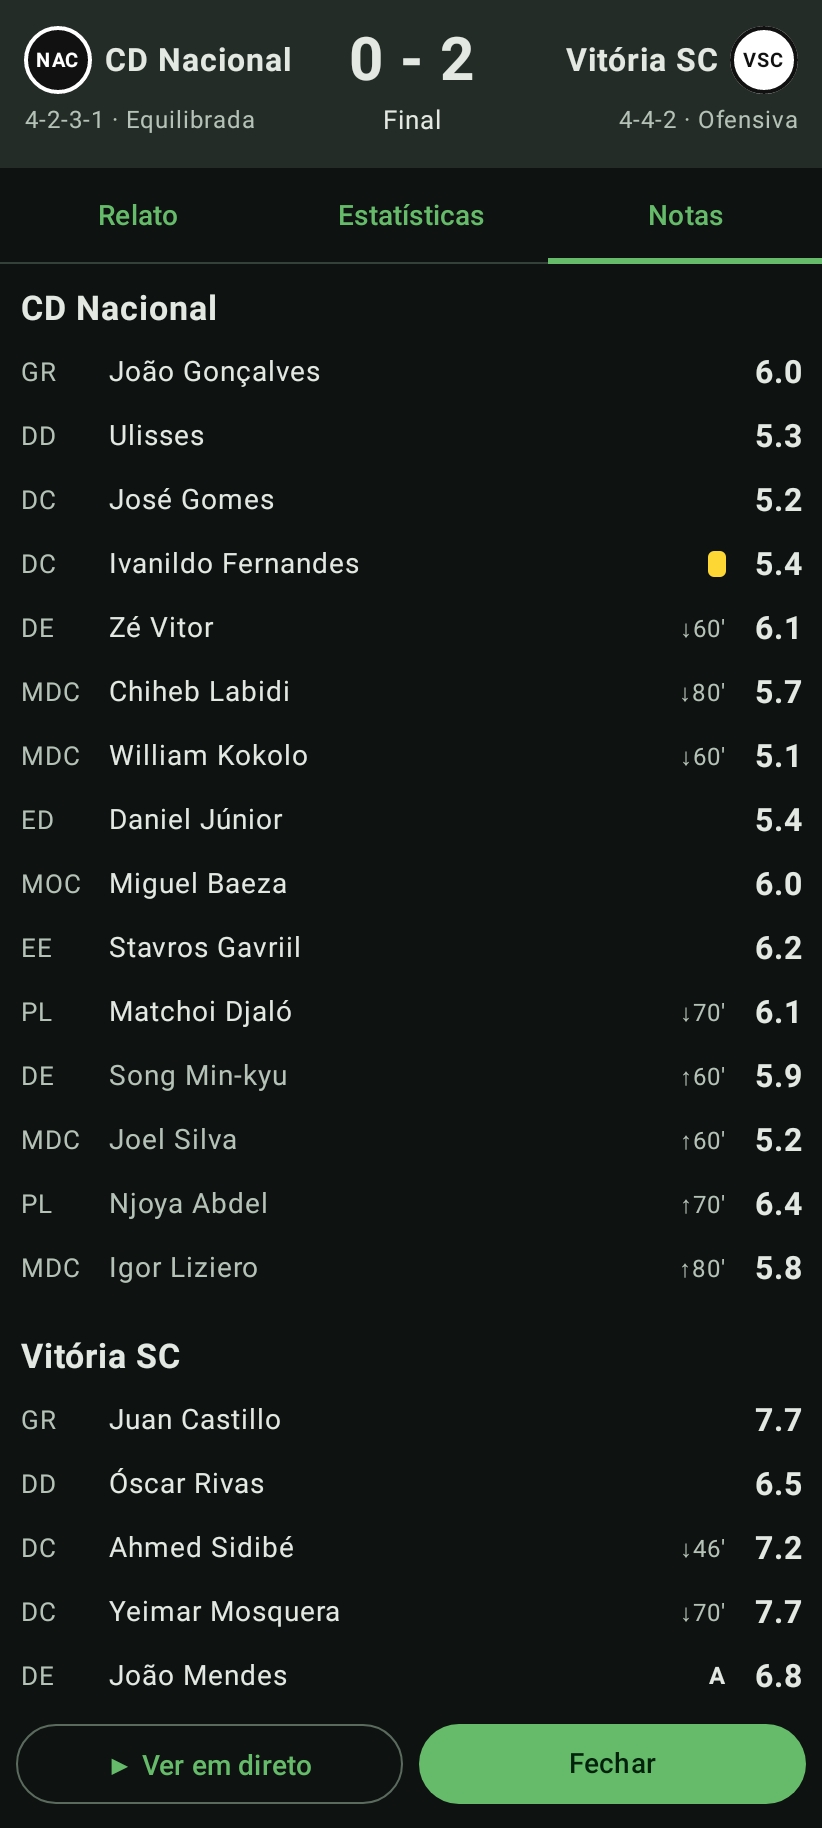 NAC CD Nacional 0 - 2 Vitória SC VSC
4-2-3-1 · Equilibrada Final 4-4-2 · Ofensiva
Relato Estatísticas Notas
CD Nacional
GR João Gonçalves 6.0
DD Ulisses 5.3
DC José Gomes 5.2
DC Ivanildo Fernandes 5.4
DE Zé Vitor ↓60' 6.1
MDC Chiheb Labidi ↓80' 5.7
MDC William Kokolo ↓60' 5.1
ED Daniel Júnior 5.4
MOC Miguel Baeza 6.0
EE Stavros Gavriil 6.2
PL Matchoi Djaló ↓70' 6.1
DE Song Min-kyu ↑60' 5.9
MDC Joel Silva ↑60' 5.2
PL Njoya Abdel ↑70' 6.4
MDC Igor Liziero ↑80' 5.8
Vitória SC
GR Juan Castillo 7.7
DD Óscar Rivas 6.5
DC Ahmed Sidibé ↓46' 7.2
DC Yeimar Mosquera ↓70' 7.7
DE João Mendes A 6.8
► Ver em direto Fechar